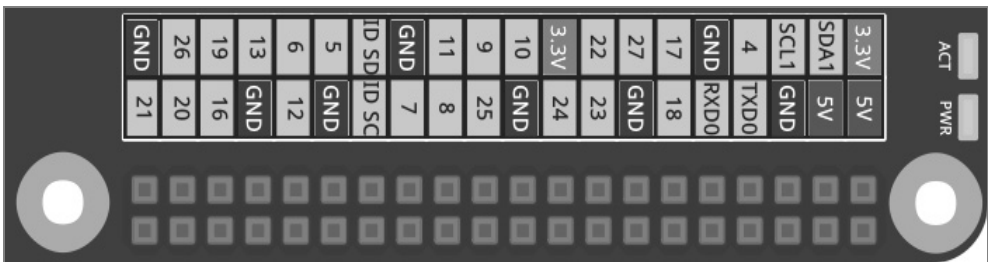 GND 26 19 13 6 5 ID SD GND 11 9 10 3.3V 22 27 17 GND 4 SCL1 SDA1 3.3V
21 20 16 GND 12 GND ID SC 7 8 25 GND 24 23 GND 18 RXD0 TXD0 GND 5V 5V
ACT
PWR